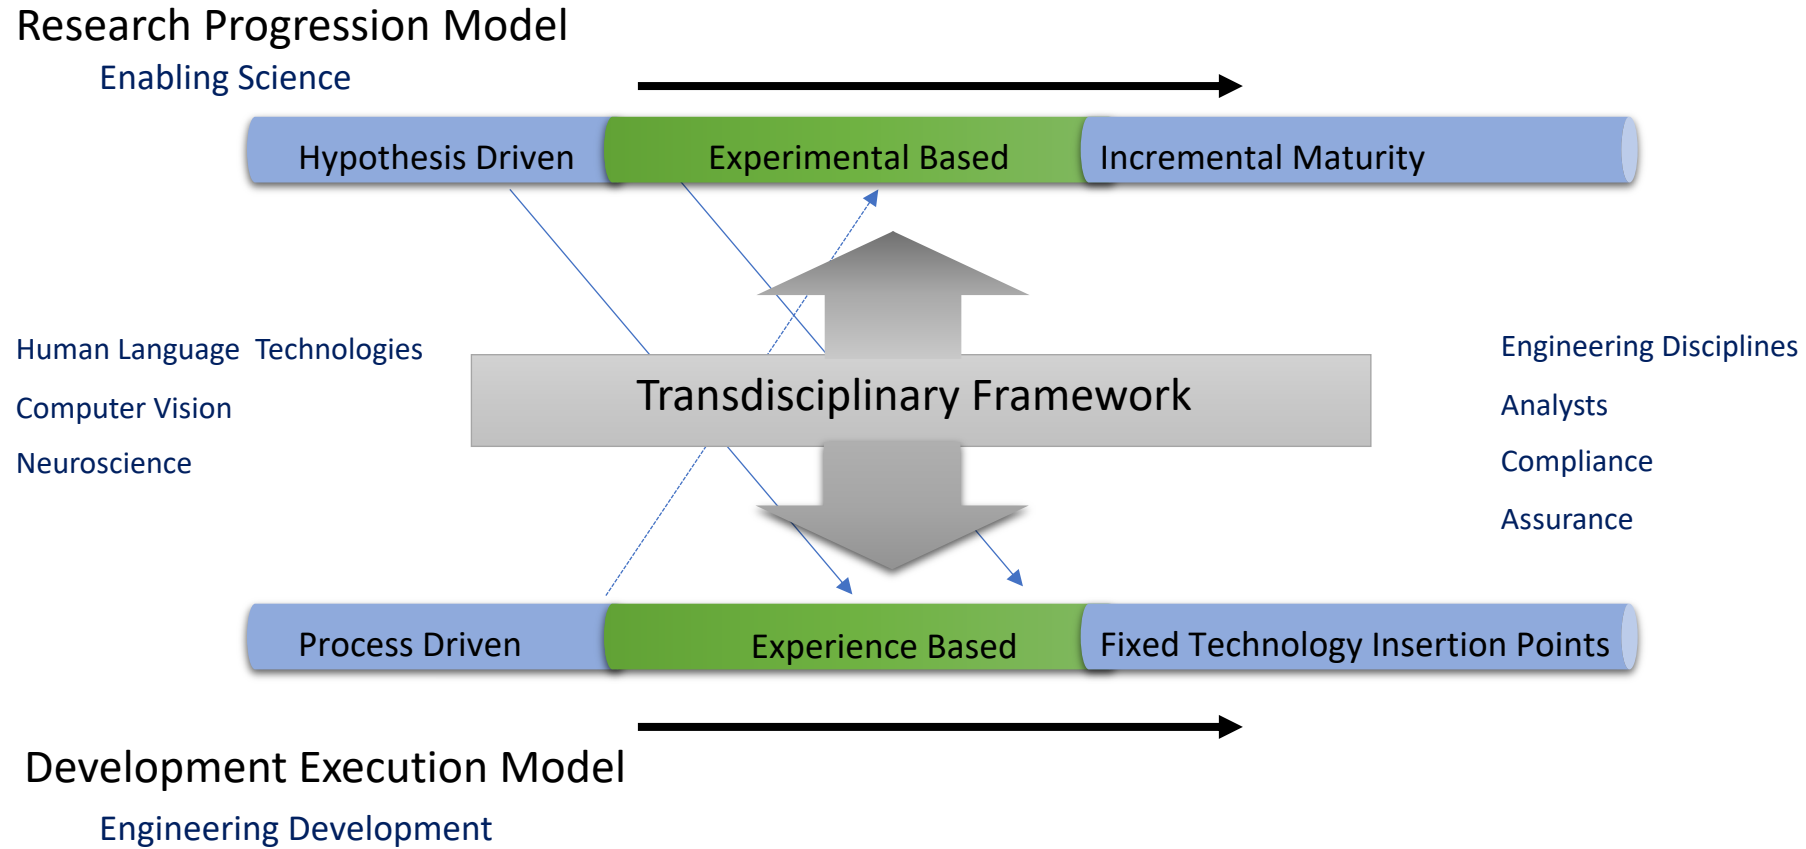 Research Progression Model
Enabling Science
Hypothesis Driven
Experimental Based
Incremental Maturity
Human Language  Technologies
Computer Vision
Neuroscience
Transdisciplinary Framework
Engineering Disciplines
Analysts
Compliance
Assurance
Process Driven
Experience Based
Fixed Technology Insertion Points
Development Execution Model
Engineering Development